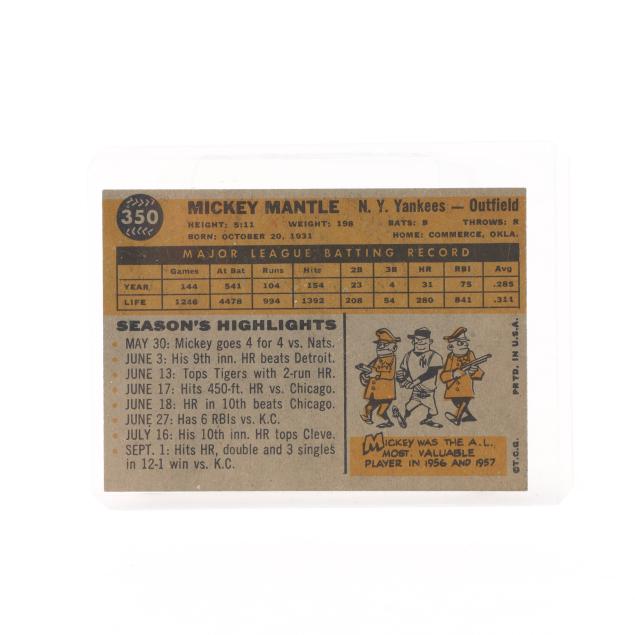 350
MICKEY MANTLE N. Y. Yankees — Outfield
HEIGHT: 5:11 WEIGHT: 198 BATS: B THROWS: R
BORN: OCTOBER 20, 1931 HOME: COMMERCE, OKLA.
MAJOR LEAGUE BATTING RECORD
Games At Bat Runs Hits 2B 3B HR RBI Avg
YEAR 144 541 104 154 23 4 31 75 .285
LIFE 1246 4478 994 1392 208 54 280 841 .311
SEASON'S HIGHLIGHTS
MAY 30: Mickey goes 4 for 4 vs. Nats.
JUNE 3: His 9th inn. HR beats Detroit.
JUNE 13: Tops Tigers with 2-run HR.
JUNE 17: Hits 450-ft. HR vs. Chicago.
JUNE 18: HR in 10th beats Chicago.
JUNE 27: Has 6 RBIs vs. K.C.
JULY 16: His 10th inn. HR tops Cleve.
SEPT. 1: Hits HR, double and 3 singles
in 12-1 win vs. K.C.
MICKEY WAS THE A.L.
MOST VALUABLE
PLAYER IN 1956 AND 1957
©T.C.G. PRTD. IN U.S.A.